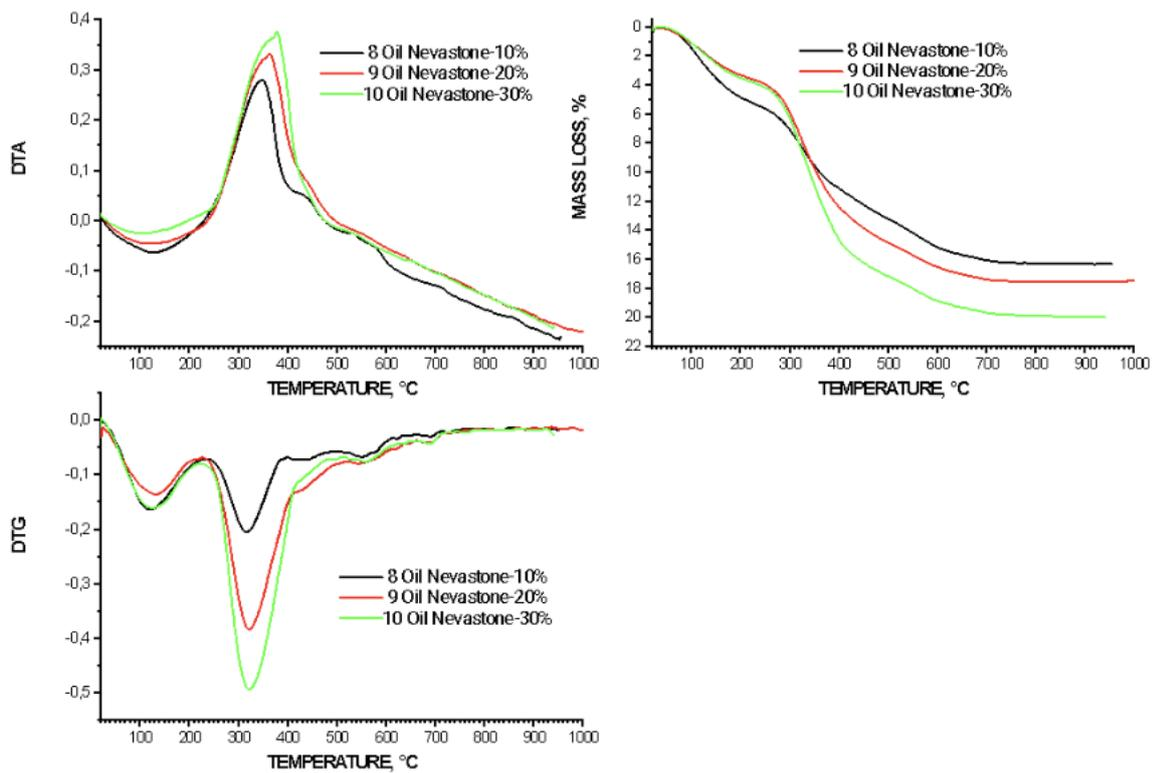 0,4
0,3
0,2
0,1
0,0
-0,1
-0,2
DTA
8 Oil Nevastone-10%
9 Oil Nevastone-20%
10 Oil Nevastone-30%
100 200 300 400 500 600 700 800 900 1000
TEMPERATURE, °C
0
2
4
6
8
10
12
14
16
18
20
22
MASS LOSS, %
8 Oil Nevastone-10%
9 Oil Nevastone-20%
10 Oil Nevastone-30%
100 200 300 400 500 600 700 800 900 1000
TEMPERATURE, °C
0,0
-0,1
-0,2
-0,3
-0,4
-0,5
DTG
8 Oil Nevastone-10%
9 Oil Nevastone-20%
10 Oil Nevastone-30%
100 200 300 400 500 600 700 800 900 1000
TEMPERATURE, °C